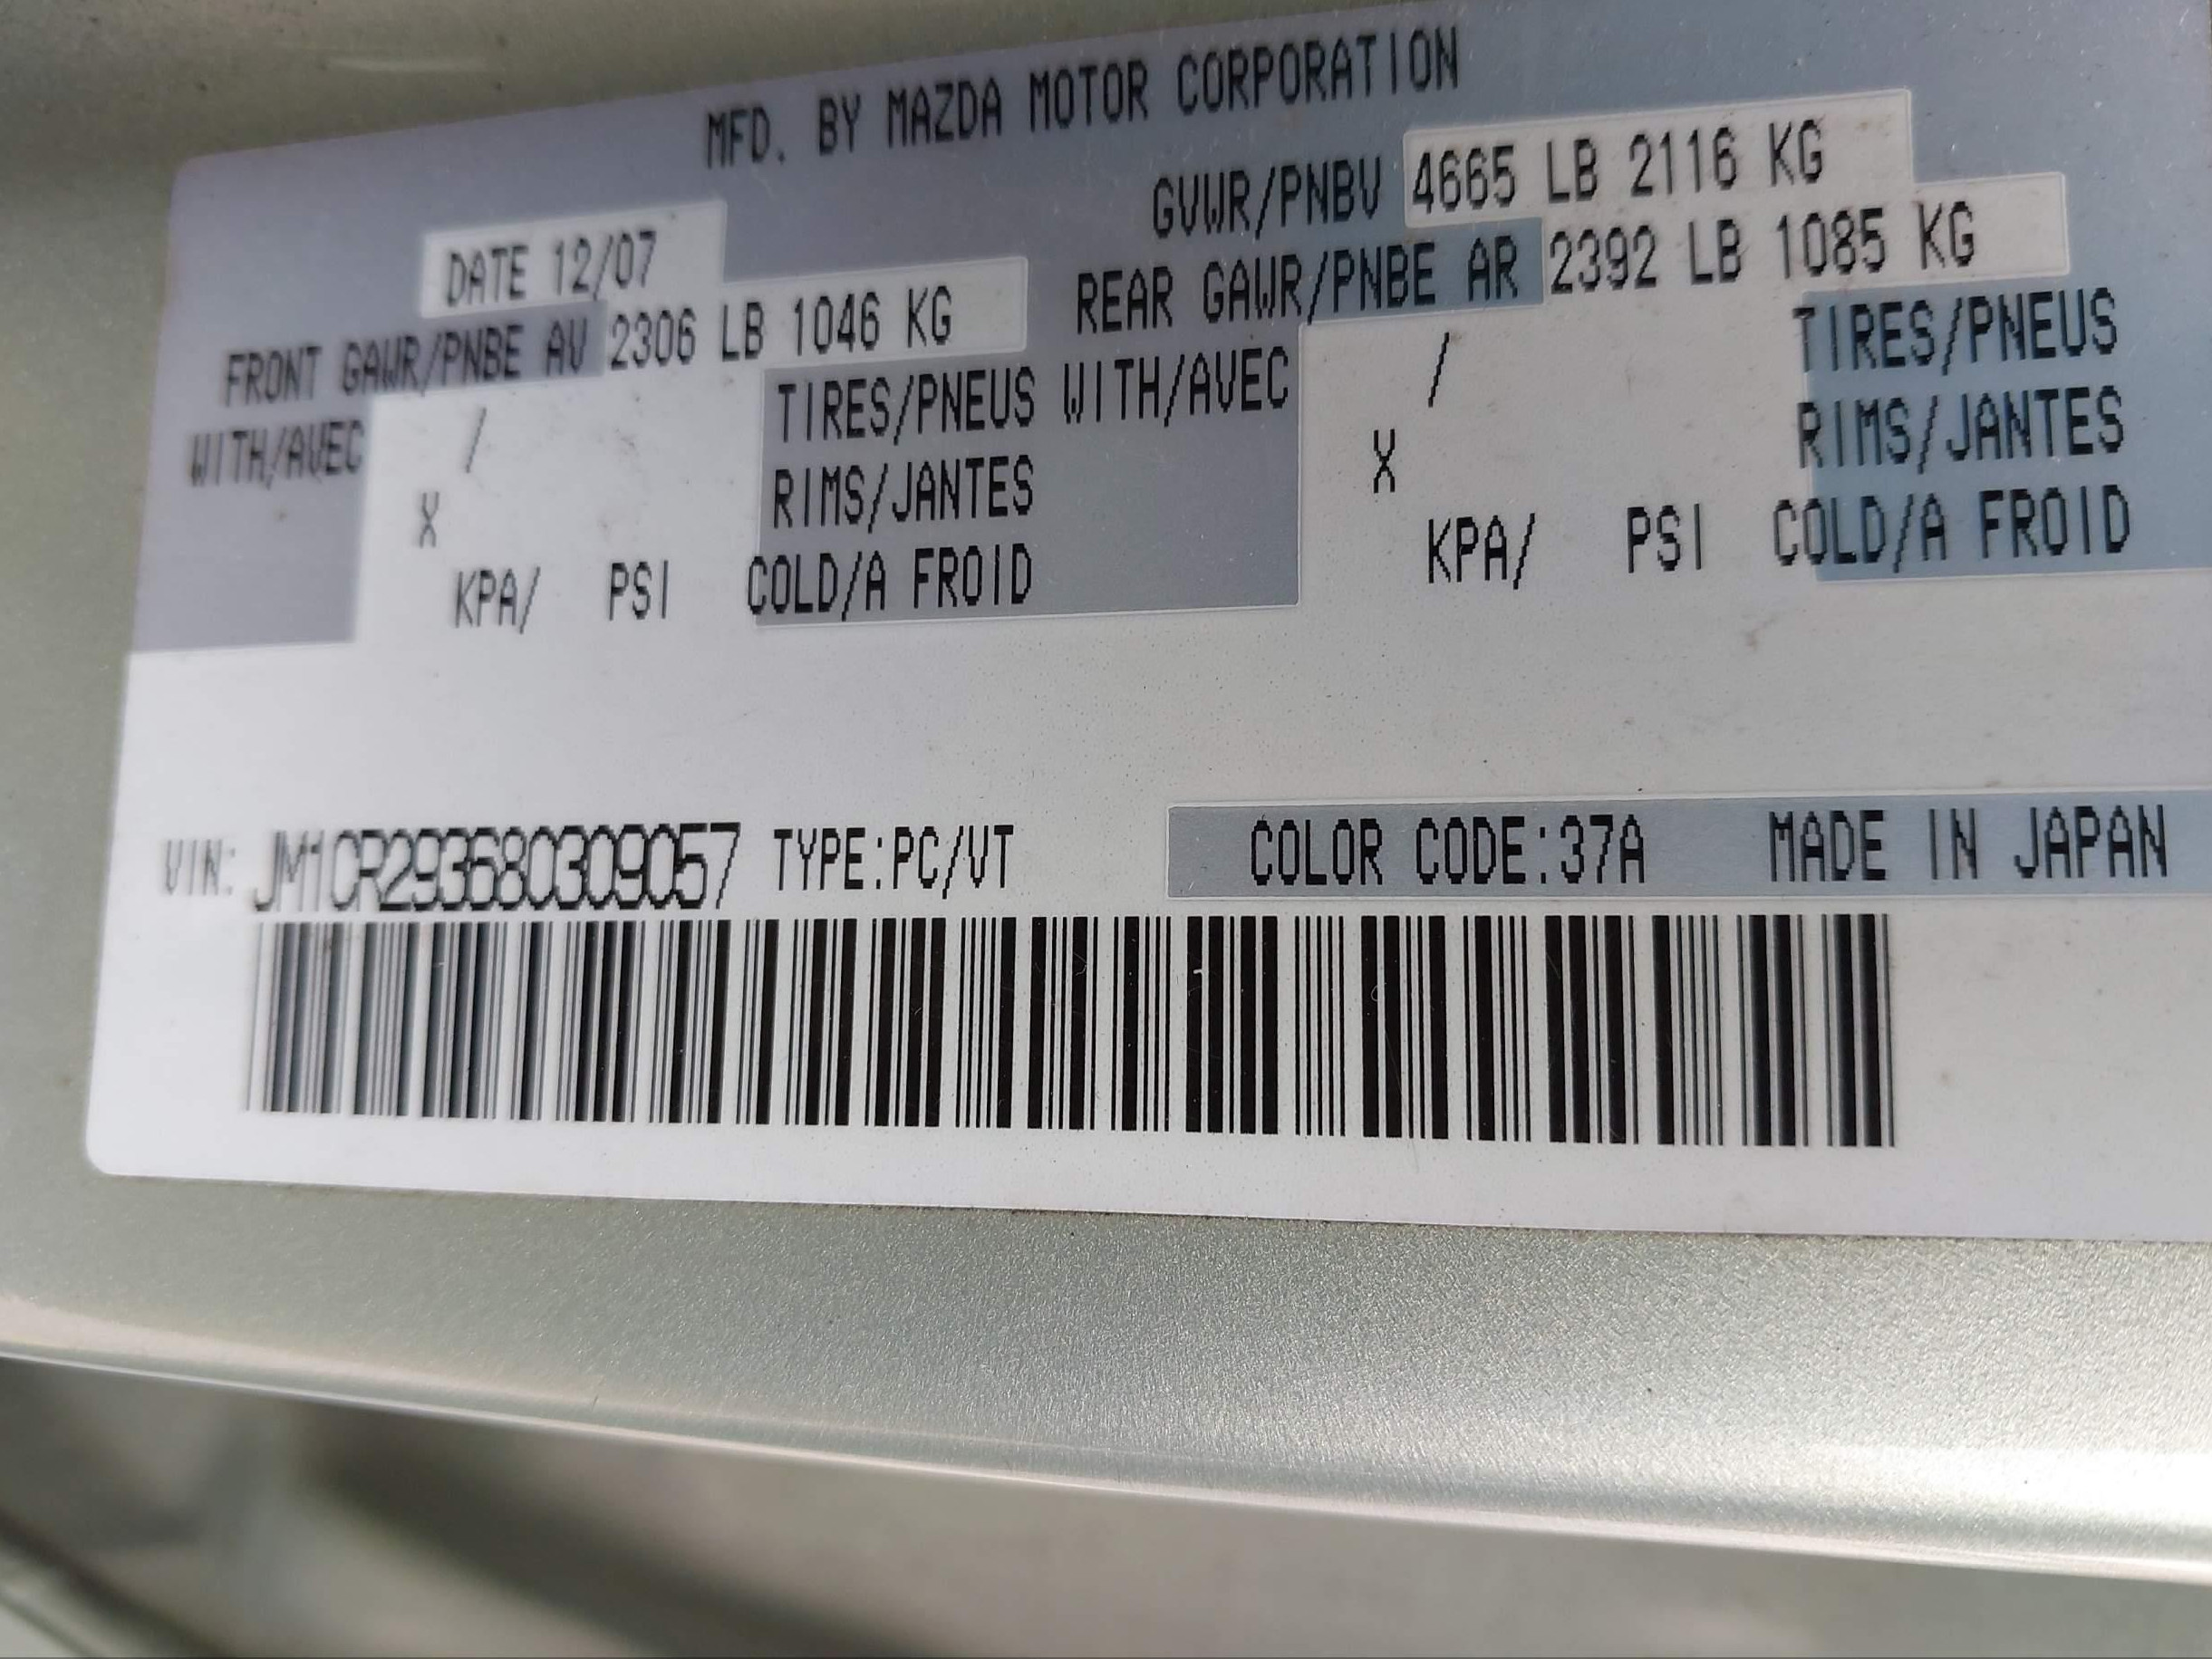 MFD. BY MAZDA MOTOR CORPORATION
DATE 12/07 GVWR/PNBV 4665 LB 2116 KG
FRONT GAWR/PNBE AV 2306 LB 1046 KG REAR GAWR/PNBE AR 2392 LB 1085 KG
WITH/AVEC / TIRES/PNEUS WITH/AVEC / TIRES/PNEUS
X RIMS/JANTES X RIMS/JANTES
KPA/ PSI COLD/A FROID KPA/ PSI COLD/A FROID
VIN: JM1CR293680309057 TYPE:PC/VT COLOR CODE:37A MADE IN JAPAN